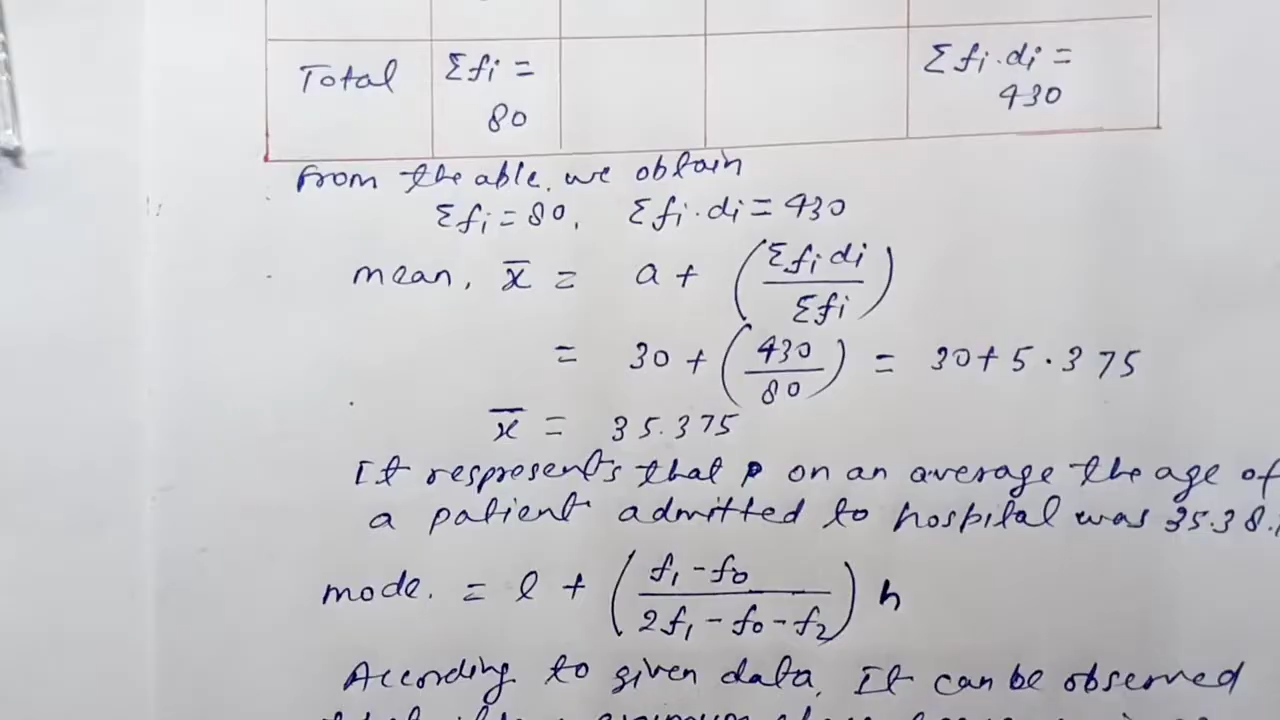 Total Σfi = 80 Σfi.di = 430
From the able, we obtain
Σfi = 80, Σfi.di = 430
mean, x̄ = a + (Σfidi / Σfi)
= 30 + (430 / 80) = 30 + 5.375
x̄ = 35.375
It respresents that on an average the age of
a patient admitted to hospital was 35.38.
mode. = l + (f₁ - f₀ / 2f₁ - f₀ - f₂) h
According to given data, It can be observed